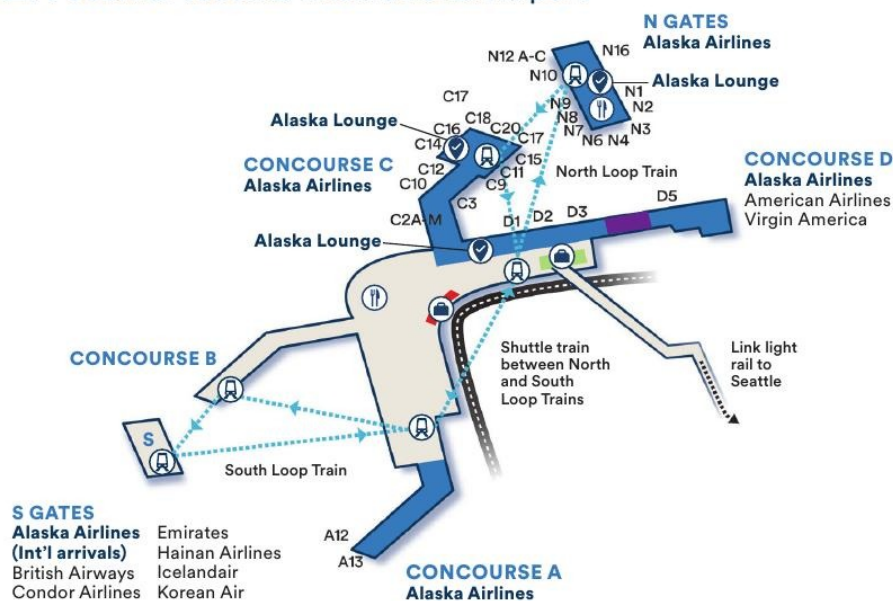 N GATES
Alaska Airlines
N12 A-C
N16
N10
Alaska Lounge
N1
N2
N9
N8
N7
N3
N6
N4
C17
C18
Alaska Lounge
C16
C20
C14
C17
C15
CONCOURSE C
Alaska Airlines
C12
C11
C10
C9
North Loop Train
CONCOURSE D
Alaska Airlines
American Airlines
Virgin America
C3
C2A-M
D1
D2
D3
D5
Alaska Lounge
CONCOURSE B
Shuttle train
between North
and South
Loop Trains
Link light
rail to
Seattle
S
South Loop Train
S GATES
Alaska Airlines
(Int'l arrivals)
British Airways
Condor Airlines
Emirates
Hainan Airlines
Icelandair
Korean Air
A12
A13
CONCOURSE A
Alaska Airlines